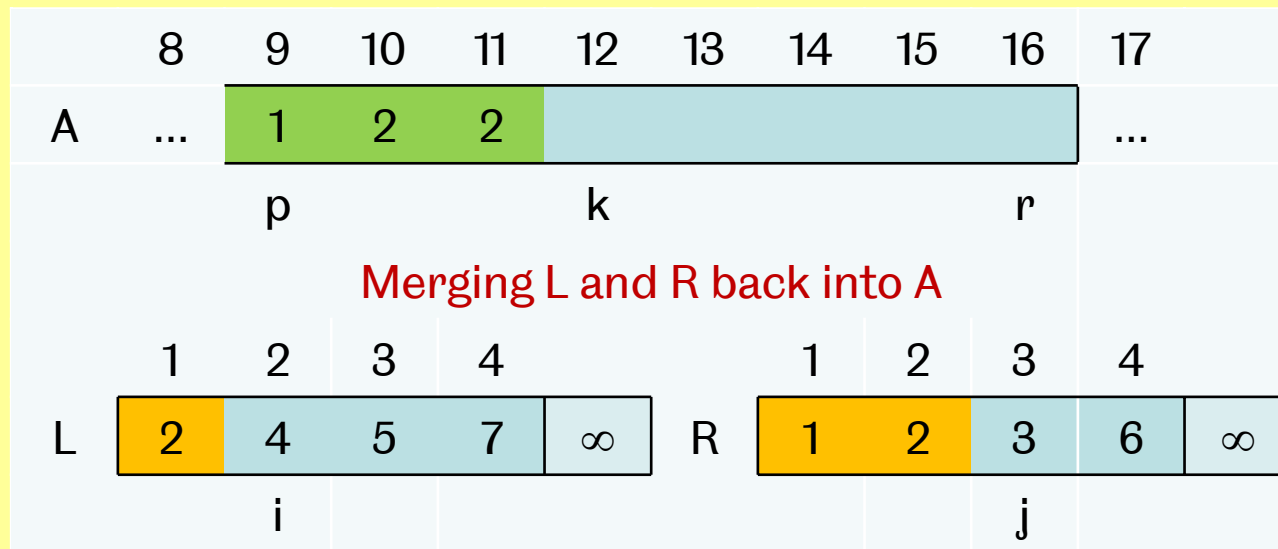 8 9 10 11 12 13 14 15 16 17
A ... 1 2 2 ...
p k r
Merging L and R back into A
1 2 3 4 1 2 3 4
L 2 4 5 7 ∞ R 1 2 3 6 ∞
i j